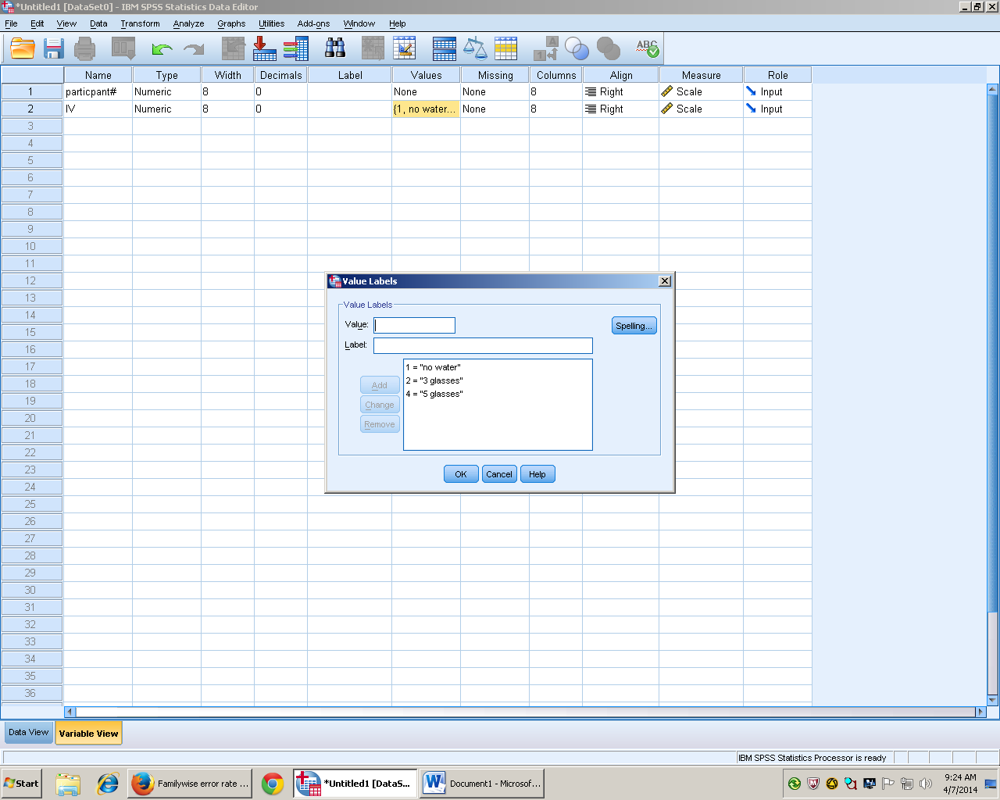 *Untitled1 [DataSet0] - IBM SPSS Statistics Data Editor
File Edit View Data Transform Analyze Graphs Utilities Add-ons Window Help
A
1
ABC
Name Type Width Decimals Label Values Missing Columns Align Measure Role
1 particpant# Numeric 8 0 None None 8 Right Scale Input
2 IV Numeric 8 0 {1, no water... None 8 Right Scale Input
3
4
5
6
7
8
9
10
11
12
13
14
15
16
17
18
19
20
21
22
23
24
25
26
27
28
29
30
31
32
33
34
35
36
Value Labels
Value Labels
Value:
Spelling...
Label:
1 = "no water"
2 = "3 glasses"
4 = "5 glasses"
Add
Change
Remove
OK Cancel Help
Data View Variable View
IBM SPSS Statistics Processor is ready
Start
Familywise error rate ...
*Untitled1 [DataS...
Document1 - Microsof...
9:24 AM
4/7/2014